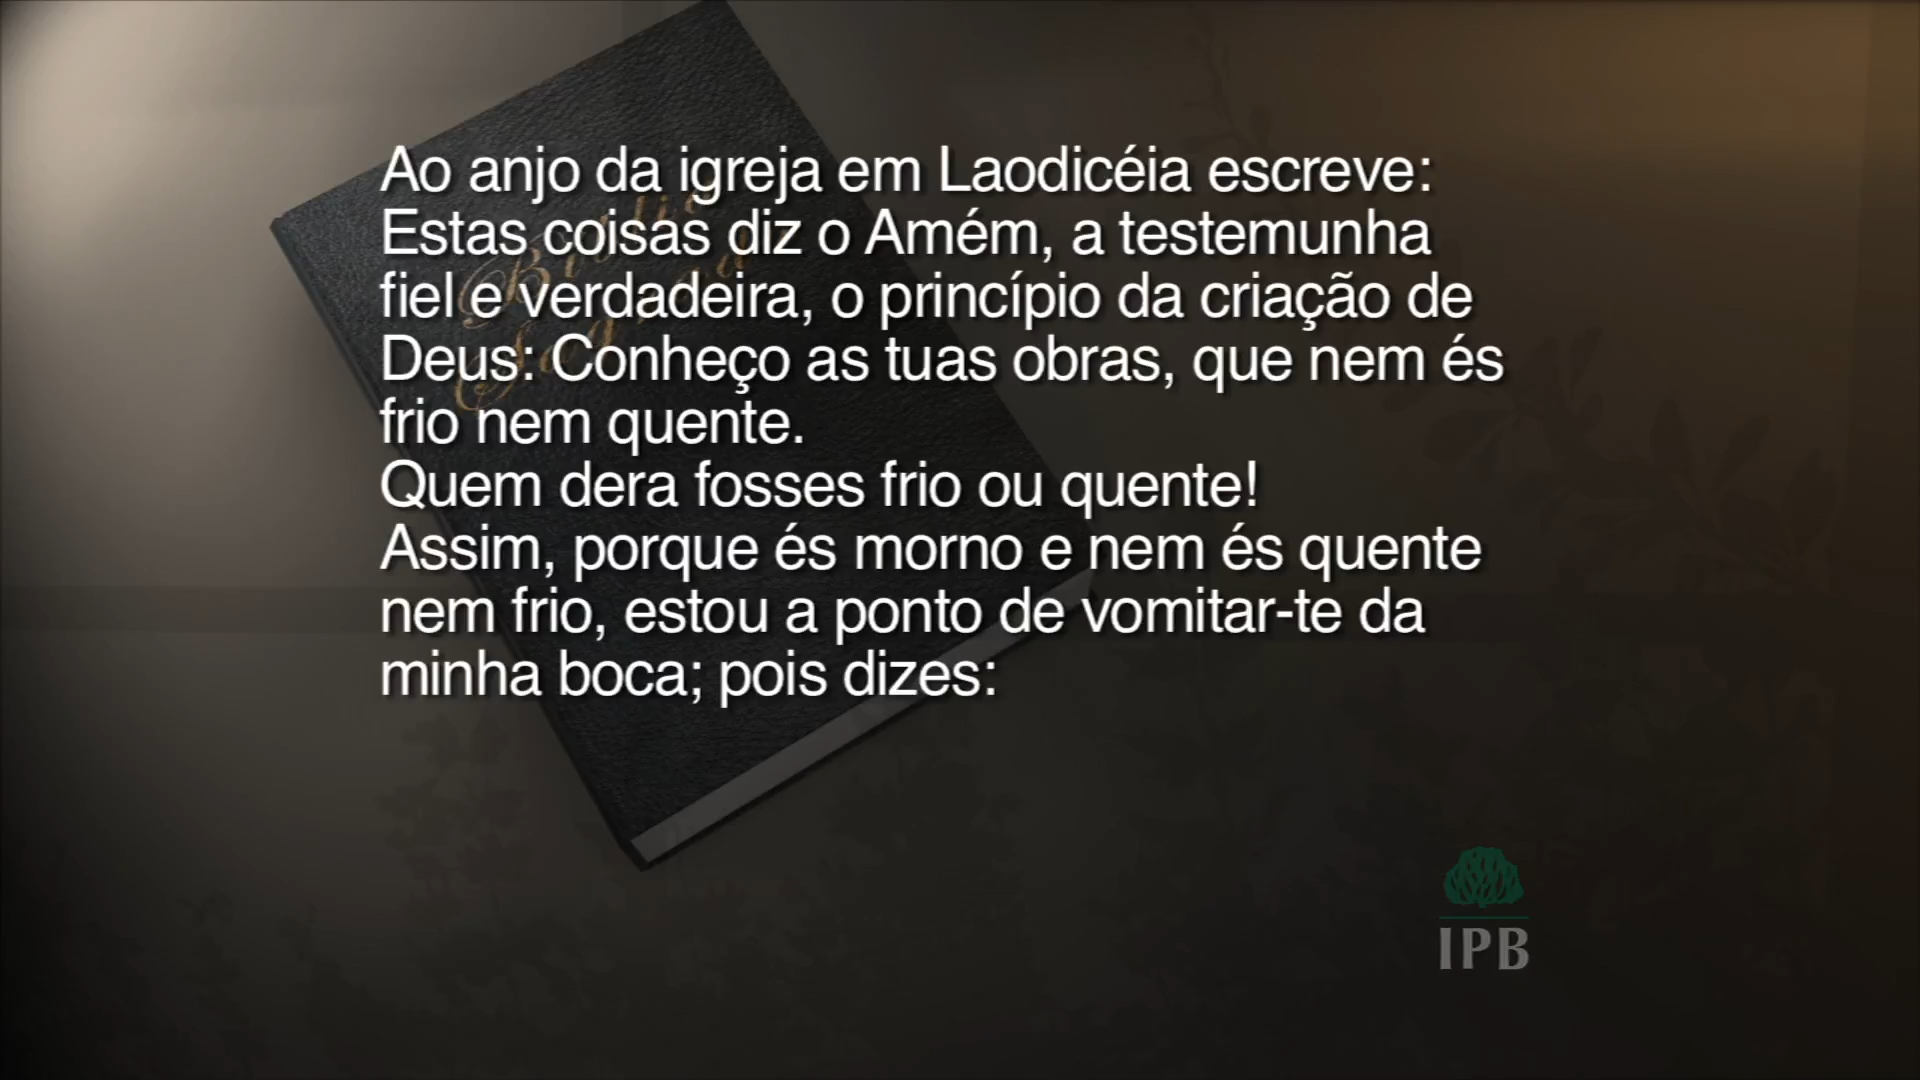 Ao anjo da igreja em Laodicéia escreve:
Estas coisas diz o Amém, a testemunha
fiel e verdadeira, o princípio da criação de
Deus: Conheço as tuas obras, que nem és
frio nem quente.
Quem dera fosses frio ou quente!
Assim, porque és morno e nem és quente
nem frio, estou a ponto de vomitar-te da
minha boca; pois dizes:
IPB